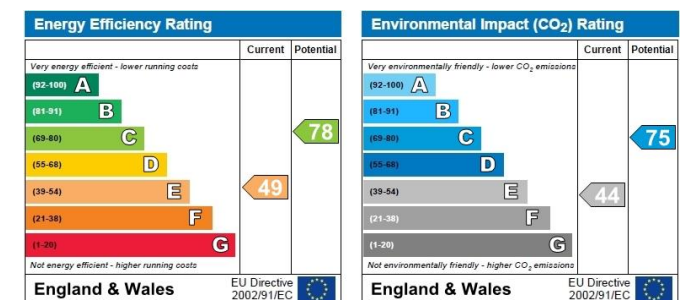 Energy Efficiency Rating
Current Potential
Very energy efficient - lower running costs
(92-100) A
(81-91) B
(69-80) C
78
(55-68) D
(39-54) E
49
(21-38) F
(1-20) G
Not energy efficient - higher running costs
England & Wales
EU Directive
2002/91/EC
Environmental Impact (CO2) Rating
Current Potential
Very environmentally friendly - lower CO2 emissions
(92-100) A
(81-91) B
(69-80) C
75
(55-68) D
(39-54) E
44
(21-38) F
(1-20) G
Not environmentally friendly - higher CO2 emissions
England & Wales
EU Directive
2002/91/EC